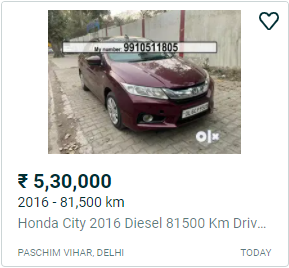 My number 9910511805
olx
₹ 5,30,000
2016 - 81,500 km
Honda City 2016 Diesel 81500 Km Driv...
PASCHIM VIHAR, DELHI
TODAY